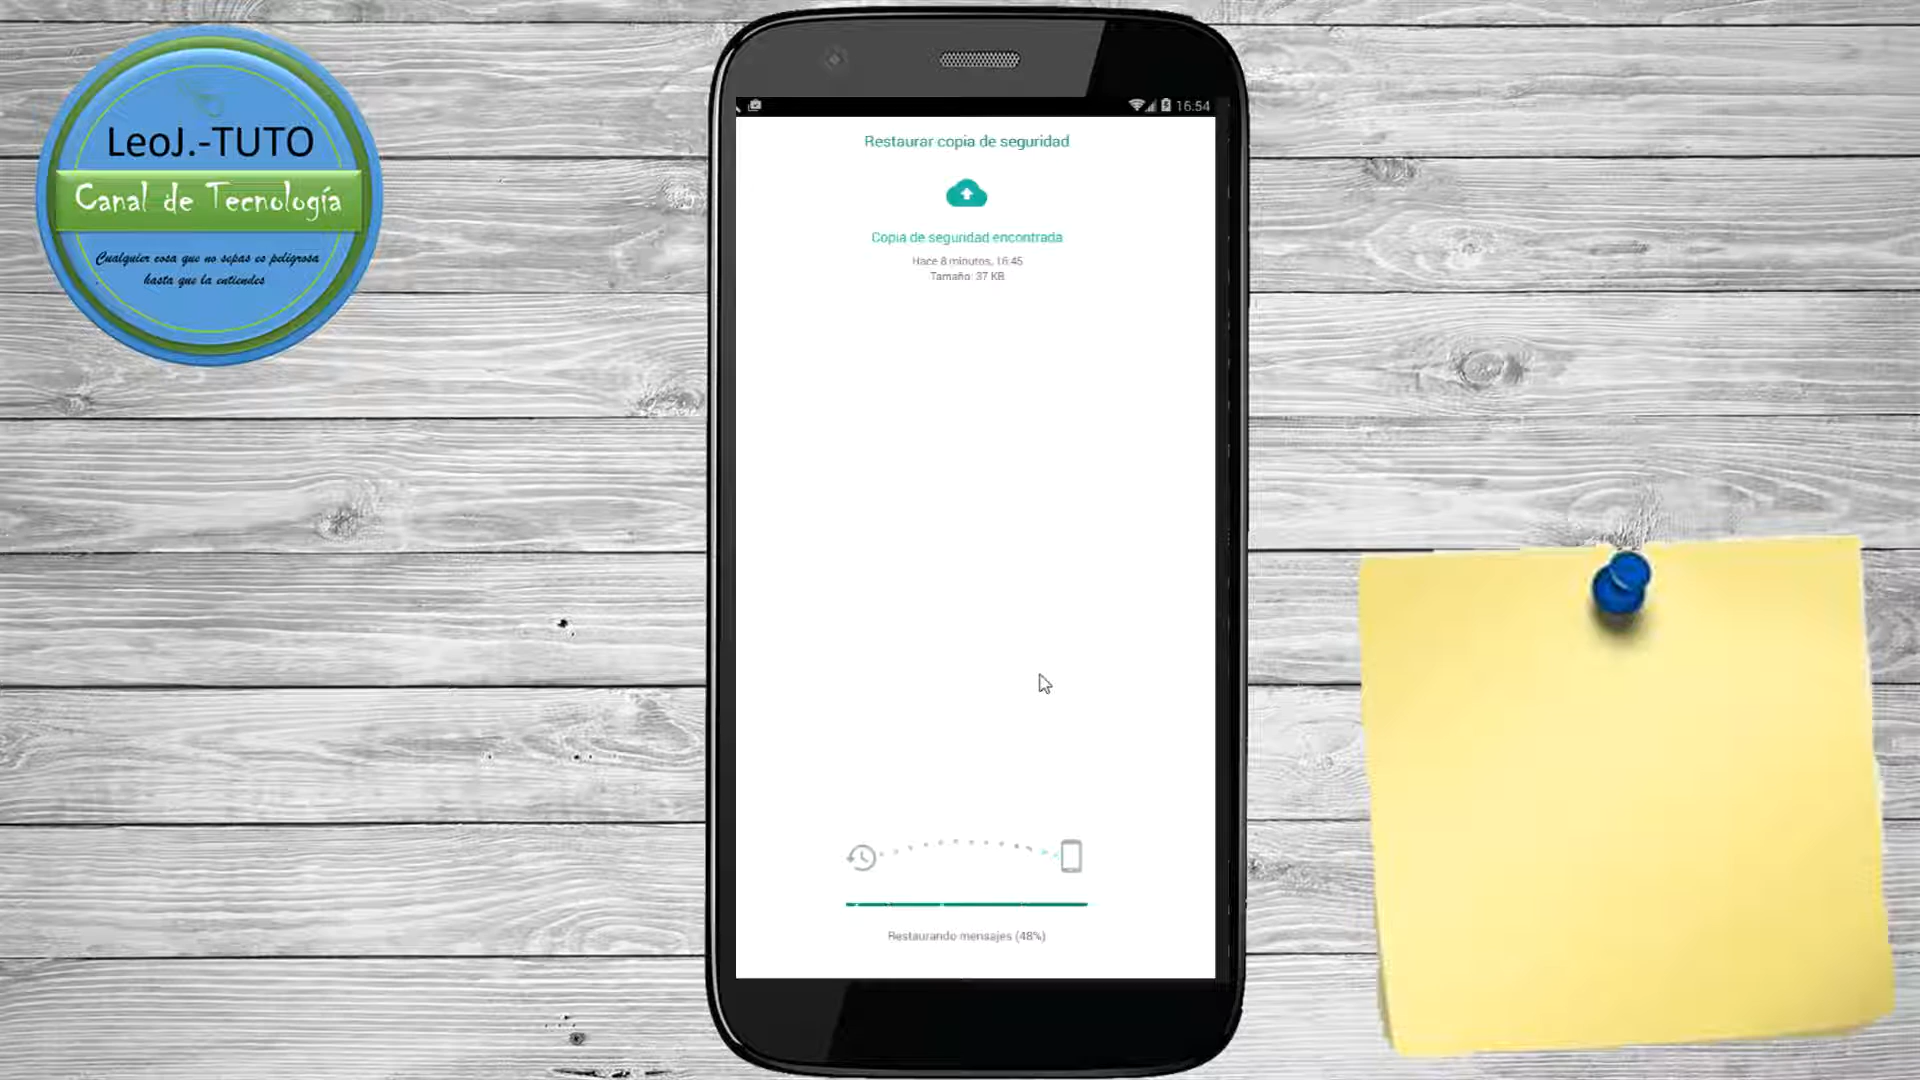 LeoJ.-TUTO
Canal de Tecnología
Cualquier cosa que no sepas es peligrosa
hasta que la entiendes
16:54
Restaurar copia de seguridad
Copia de seguridad encontrada
Hace 8 minutos, 16:45
Tamaño: 37 KB
Restaurando mensajes (48%)